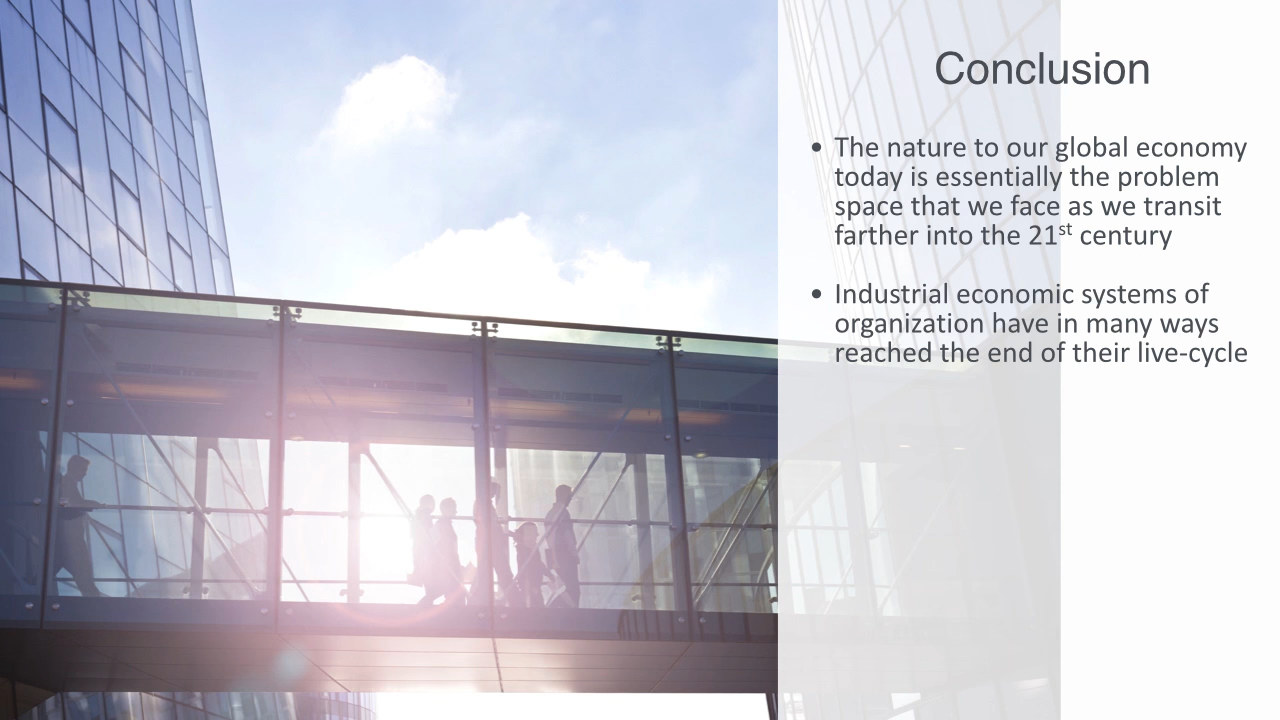 Conclusion
• The nature to our global economy
today is essentially the problem
space that we face as we transit
farther into the 21st century
• Industrial economic systems of
organization have in many ways
reached the end of their live-cycle